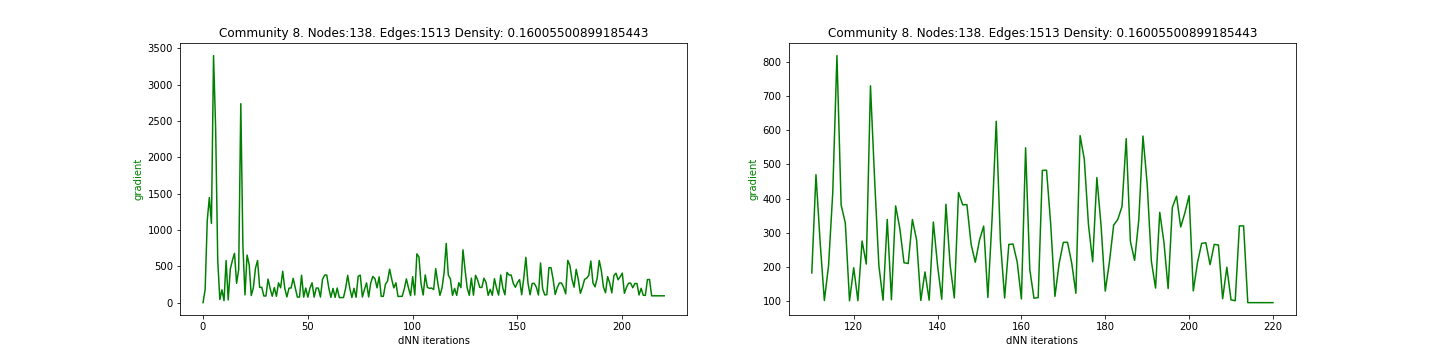 Community 8. Nodes:138. Edges:1513 Density: 0.16005500899185443
3500
3000
2500
2000
1500
1000
500
0
gradient
0 50 100 150 200
dNN iterations
Community 8. Nodes:138. Edges:1513 Density: 0.16005500899185443
800
700
600
500
400
300
200
100
gradient
120 140 160 180 200 220
dNN iterations